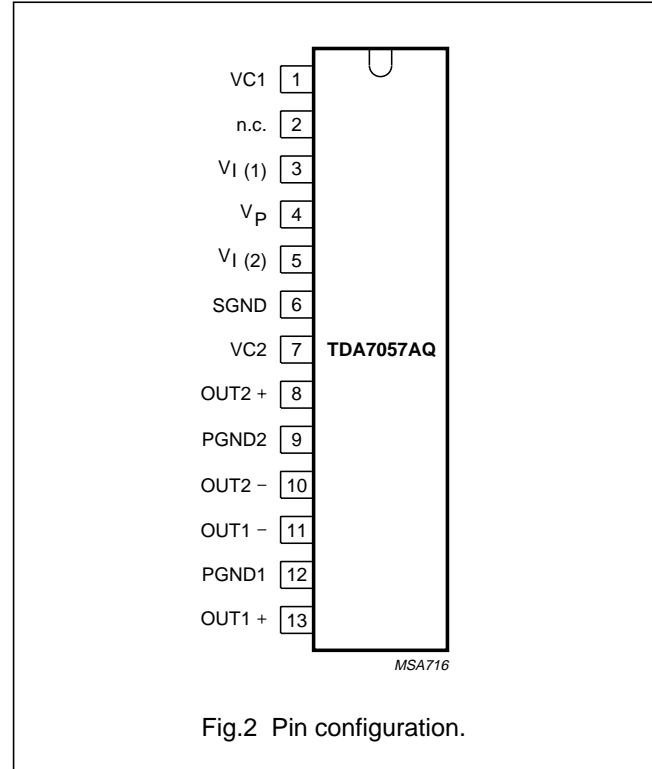 VC1 1
n.c. 2
VI (1) 3
VP 4
VI (2) 5
SGND 6
VC2 7 TDA7057AQ
OUT2 + 8
PGND2 9
OUT2 − 10
OUT1 − 11
PGND1 12
OUT1 + 13
MSA716
Fig.2 Pin configuration.